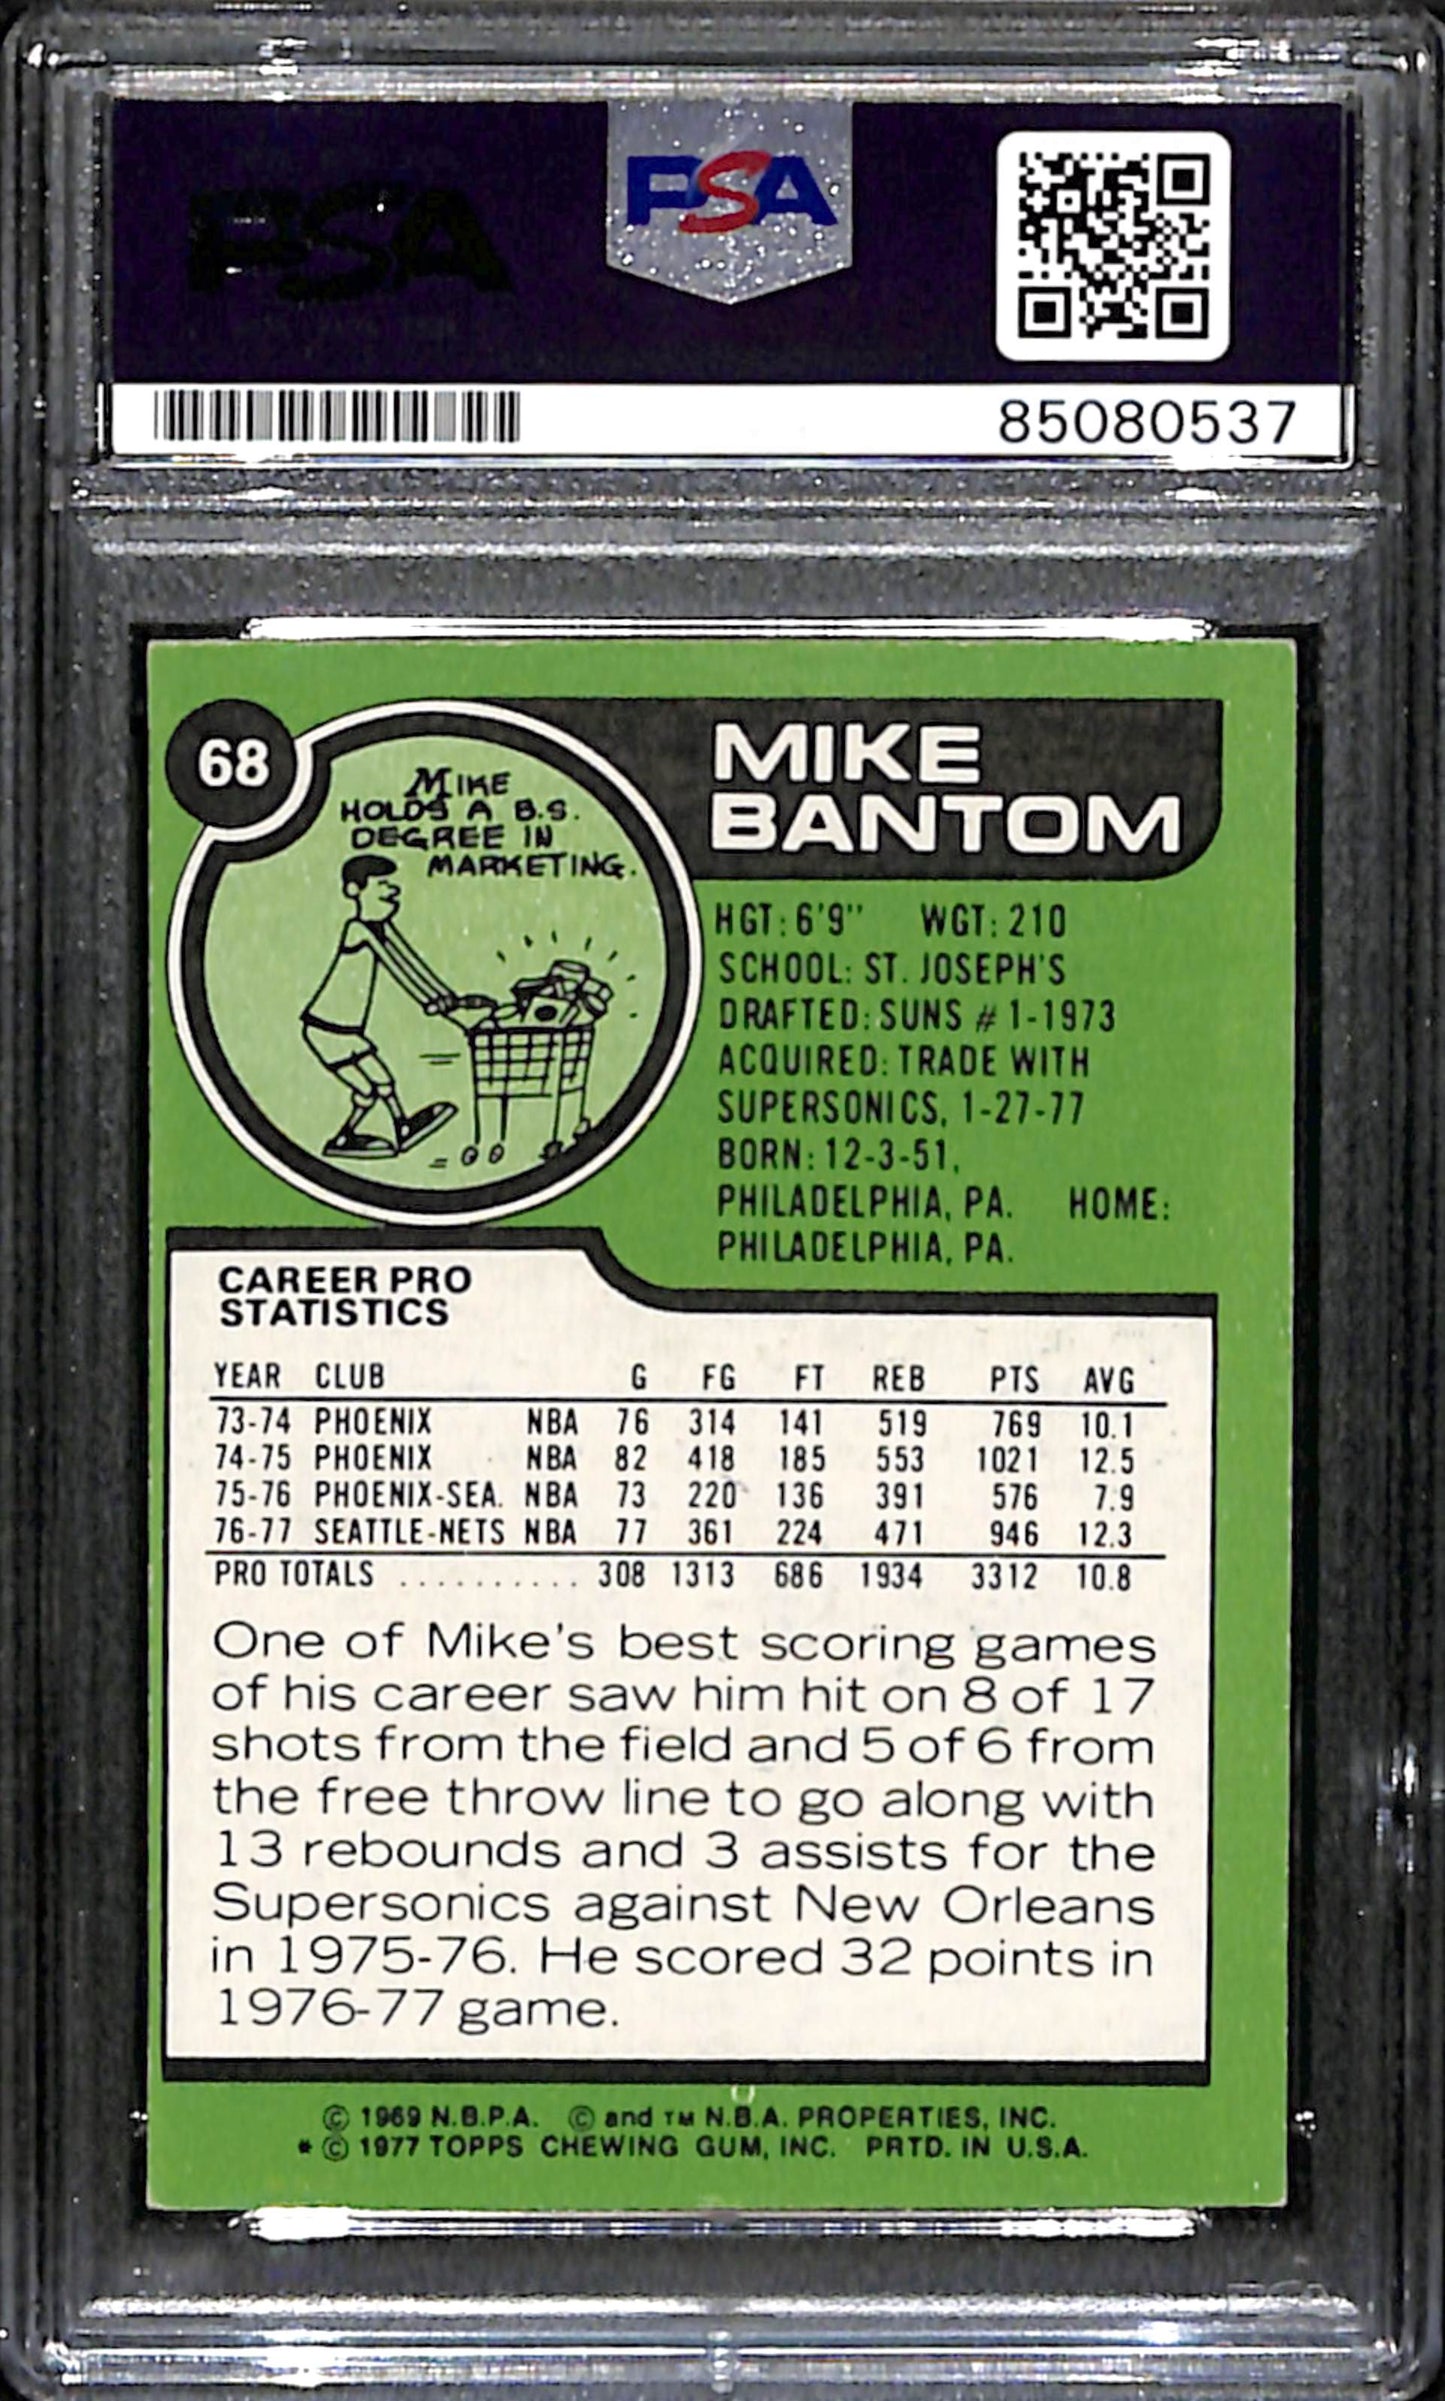 PSA
PSA
85080537
68
MIKE
HOLDS A B.S.
DEGREE IN
MARKETING.
MIKE
BANTOM
HGT: 6'9" WGT: 210
SCHOOL: ST. JOSEPH'S
DRAFTED: SUNS # 1-1973
ACQUIRED: TRADE WITH
SUPERSONICS, 1-27-77
BORN: 12-3-51,
PHILADELPHIA, PA. HOME:
PHILADELPHIA, PA.
CAREER PRO
STATISTICS
YEAR CLUB G FG FT REB PTS AVG
73-74 PHOENIX NBA 76 314 141 519 769 10.1
74-75 PHOENIX NBA 82 418 185 553 1021 12.5
75-76 PHOENIX-SEA. NBA 73 220 136 391 576 7.9
76-77 SEATTLE-NETS NBA 77 361 224 471 946 12.3
PRO TOTALS .......... 308 1313 686 1934 3312 10.8
One of Mike's best scoring games
of his career saw him hit on 8 of 17
shots from the field and 5 of 6 from
the free throw line to go along with
13 rebounds and 3 assists for the
Supersonics against New Orleans
in 1975-76. He scored 32 points in
1976-77 game.
© 1969 N.B.P.A. © and TM N.B.A. PROPERTIES, INC.
* © 1977 TOPPS CHEWING GUM, INC. PRTD. IN U.S.A.